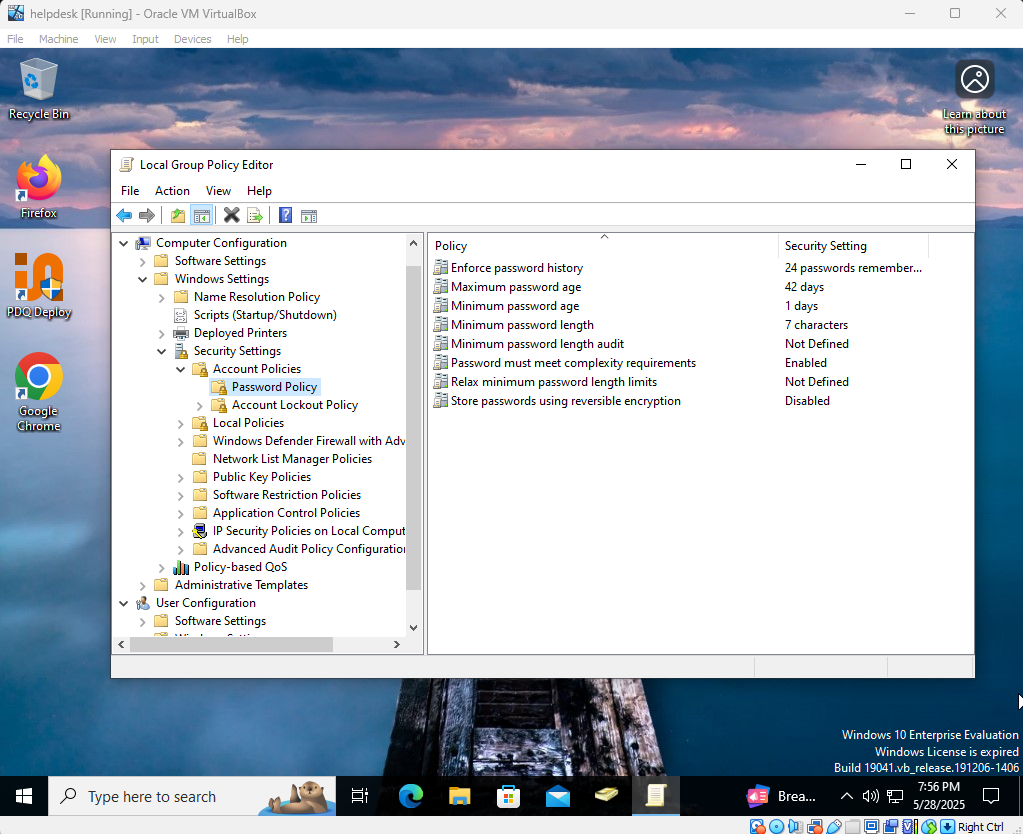 helpdesk [Running] - Oracle VM VirtualBox
File Machine View Input Devices Help
Recycle Bin
Learn about
this picture
Firefox
PDQ Deploy
Google
Chrome
Local Group Policy Editor
File Action View Help
Computer Configuration
Software Settings
Windows Settings
Name Resolution Policy
Scripts (Startup/Shutdown)
Deployed Printers
Security Settings
Account Policies
Password Policy
Account Lockout Policy
Local Policies
Windows Defender Firewall with Adv
Network List Manager Policies
Public Key Policies
Software Restriction Policies
Application Control Policies
IP Security Policies on Local Comput
Advanced Audit Policy Configuration
Policy-based QoS
Administrative Templates
User Configuration
Software Settings
Policy Security Setting
Enforce password history 24 passwords remember...
Maximum password age 42 days
Minimum password age 1 days
Minimum password length 7 characters
Minimum password length audit Not Defined
Password must meet complexity requirements Enabled
Relax minimum password length limits Not Defined
Store passwords using reversible encryption Disabled
Windows 10 Enterprise Evaluation
Windows License is expired
Build 19041.vb_release.191206-1406
Type here to search
Brea...
7:56 PM
5/28/2025
Right Ctrl